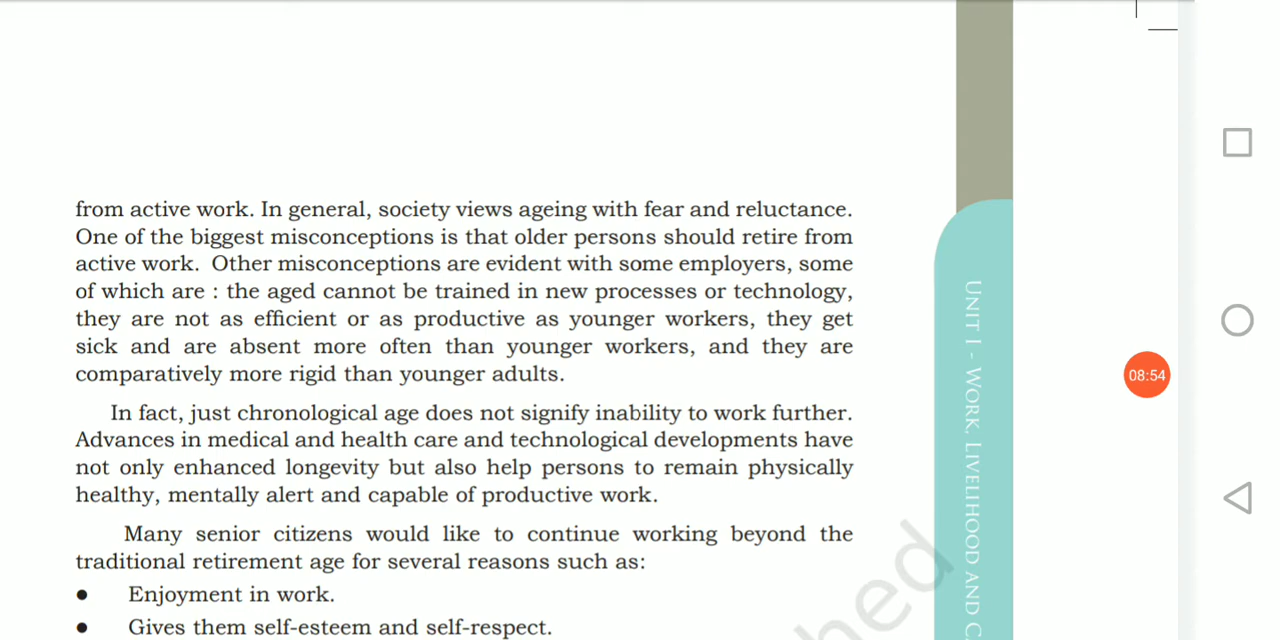 from active work. In general, society views ageing with fear and reluctance.
One of the biggest misconceptions is that older persons should retire from
active work. Other misconceptions are evident with some employers, some
of which are : the aged cannot be trained in new processes or technology,
they are not as efficient or as productive as younger workers, they get
sick and are absent more often than younger workers, and they are
comparatively more rigid than younger adults.
In fact, just chronological age does not signify inability to work further.
Advances in medical and health care and technological developments have
not only enhanced longevity but also help persons to remain physically
healthy, mentally alert and capable of productive work.
Many senior citizens would like to continue working beyond the
traditional retirement age for several reasons such as:
• Enjoyment in work.
• Gives them self-esteem and self-respect.
UNIT I - WORK, LIVELIHOOD AND
08:54